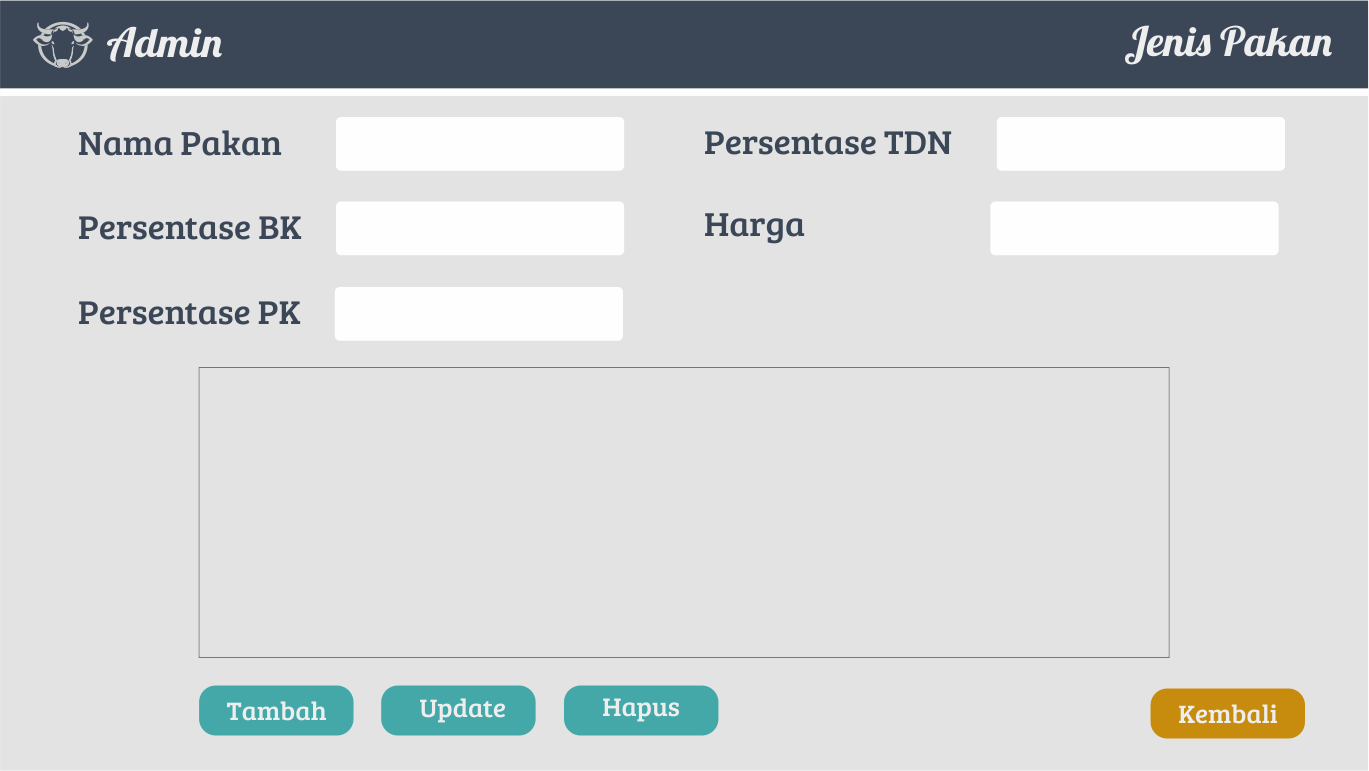 Admin
Jenis Pakan
Nama Pakan
Persentase TDN
Persentase BK
Harga
Persentase PK
Tambah
Update
Hapus
Kembali